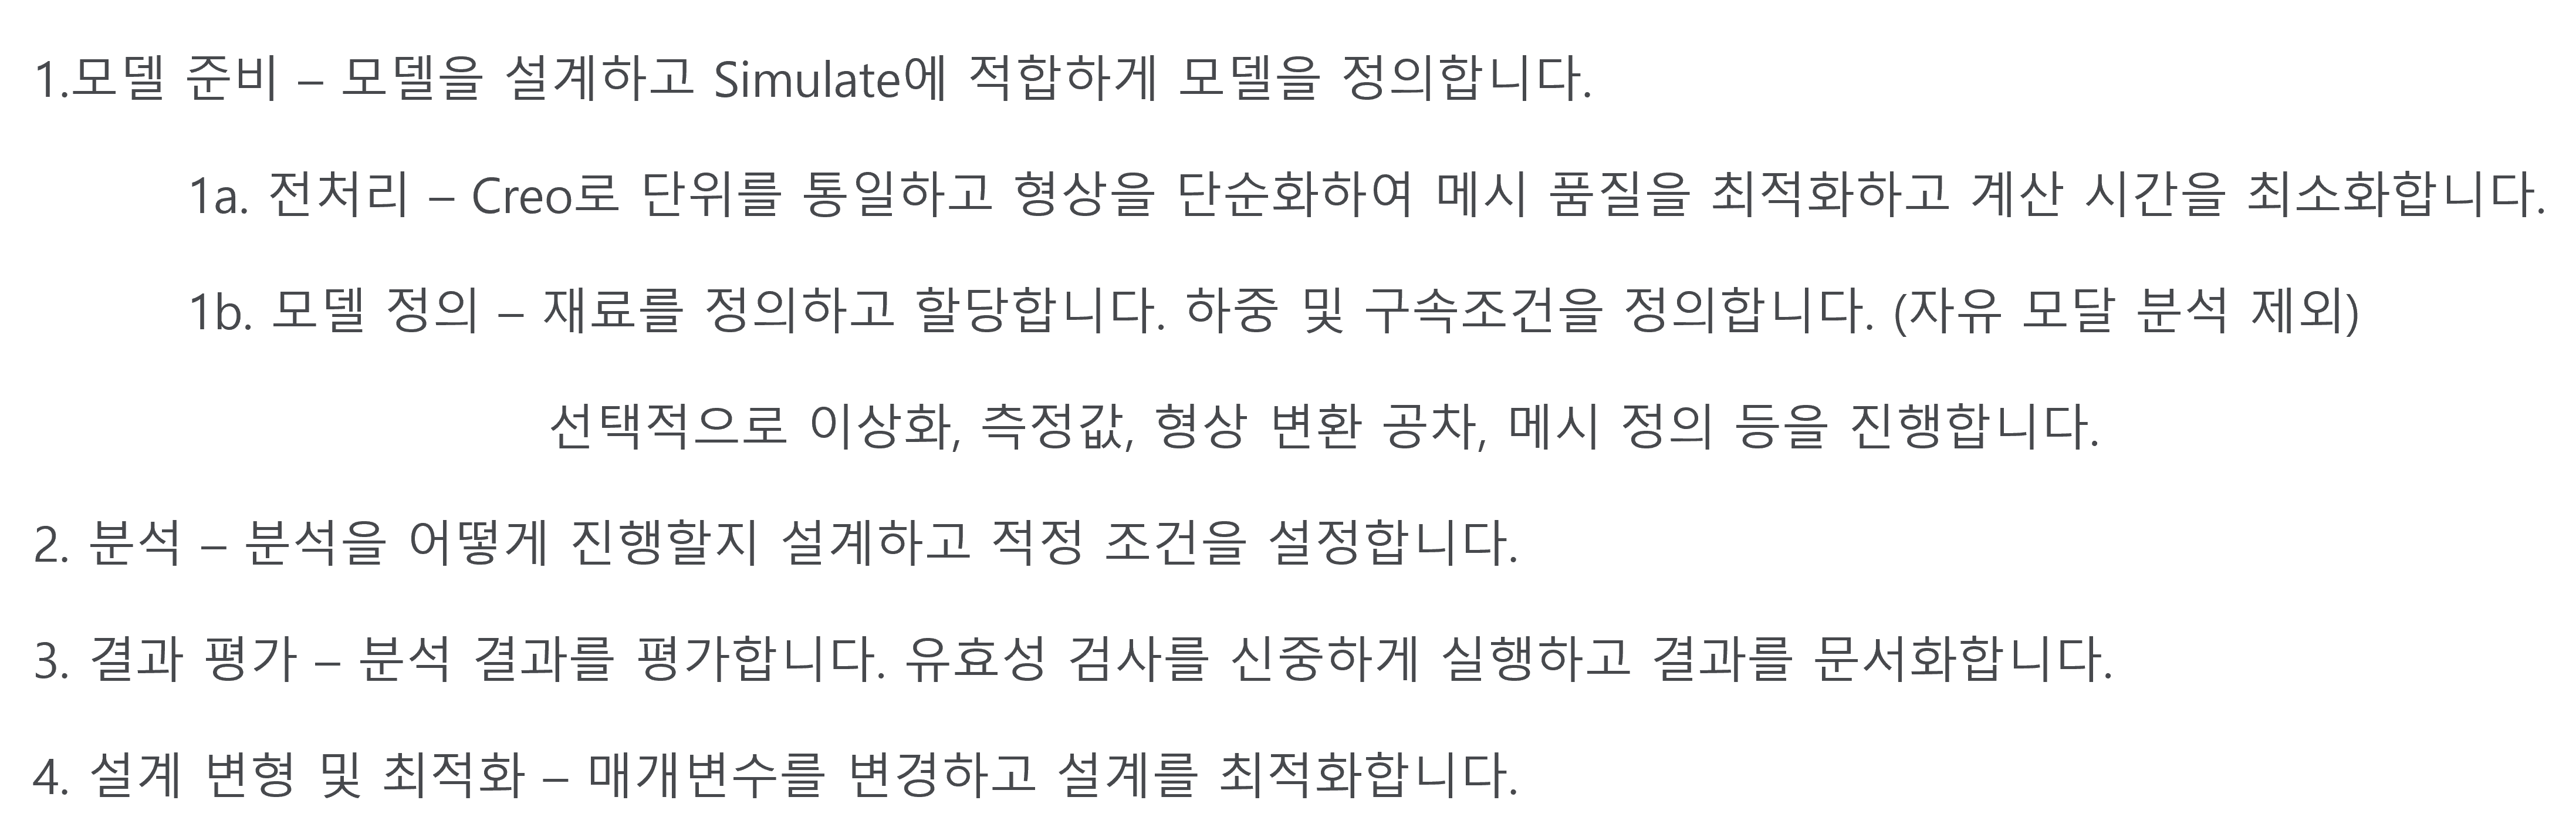 1.모델 준비 – 모델을 설계하고 Simulate에 적합하게 모델을 정의합니다.
1a. 전처리 – Creo로 단위를 통일하고 형상을 단순화하여 메시 품질을 최적화하고 계산 시간을 최소화합니다.
1b. 모델 정의 – 재료를 정의하고 할당합니다. 하중 및 구속조건을 정의합니다. (자유 모달 분석 제외)
선택적으로 이상화, 측정값, 형상 변환 공차, 메시 정의 등을 진행합니다.
2. 분석 – 분석을 어떻게 진행할지 설계하고 적정 조건을 설정합니다.
3. 결과 평가 – 분석 결과를 평가합니다. 유효성 검사를 신중하게 실행하고 결과를 문서화합니다.
4. 설계 변형 및 최적화 – 매개변수를 변경하고 설계를 최적화합니다.